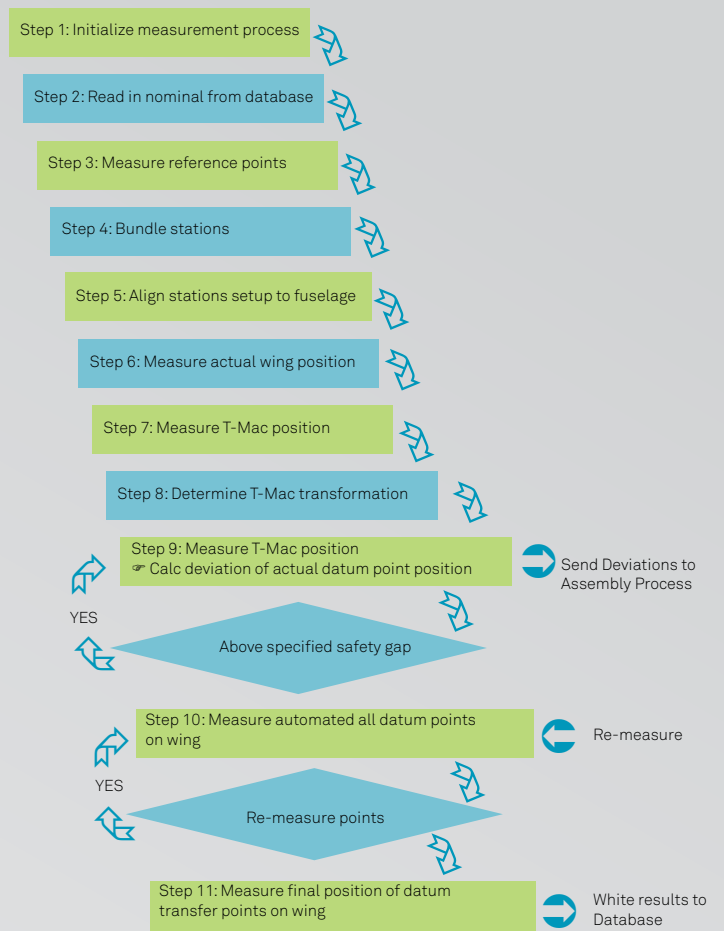 Step 1: Initialize measurement process
Step 2: Read in nominal from database
Step 3: Measure reference points
Step 4: Bundle stations
Step 5: Align stations setup to fuselage
Step 6: Measure actual wing position
Step 7: Measure T-Mac position
Step 8: Determine T-Mac transformation
Step 9: Measure T-Mac position
☞ Calc deviation of actual datum point position
Send Deviations to
Assembly Process
YES
Above specified safety gap
Step 10: Measure automated all datum points
on wing
Re-measure
YES
Re-measure points
Step 11: Measure final position of datum
transfer points on wing
White results to
Database